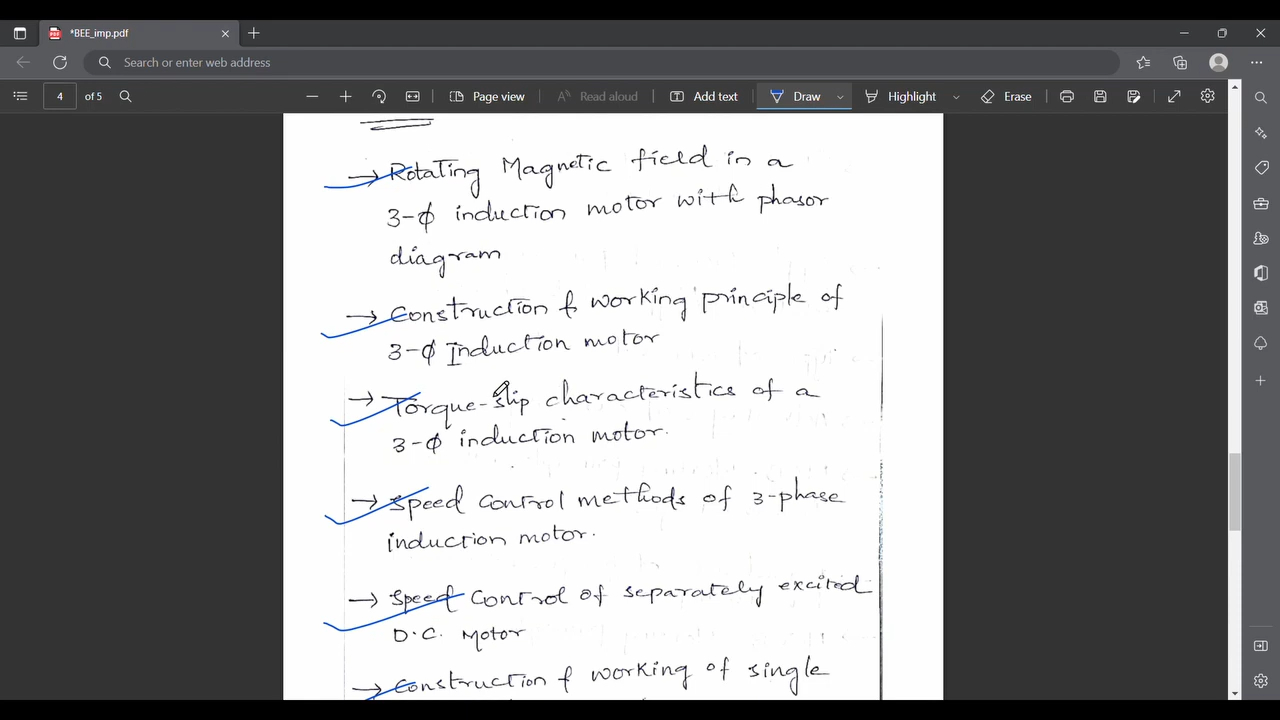 *BEE_imp.pdf
Search or enter web address
4 of 5 Page view Read aloud Add text Draw Highlight Erase
→ Rotating Magnetic field in a
3-ϕ induction motor with phasor
diagram
→ Construction & working principle of
3-ϕ Induction motor
→ Torque-slip characteristics of a
3-ϕ induction motor.
→ Speed Control methods of 3-phase
induction motor.
→ Speed Control of separately excited
D.C. Motor
→ Construction & working of single